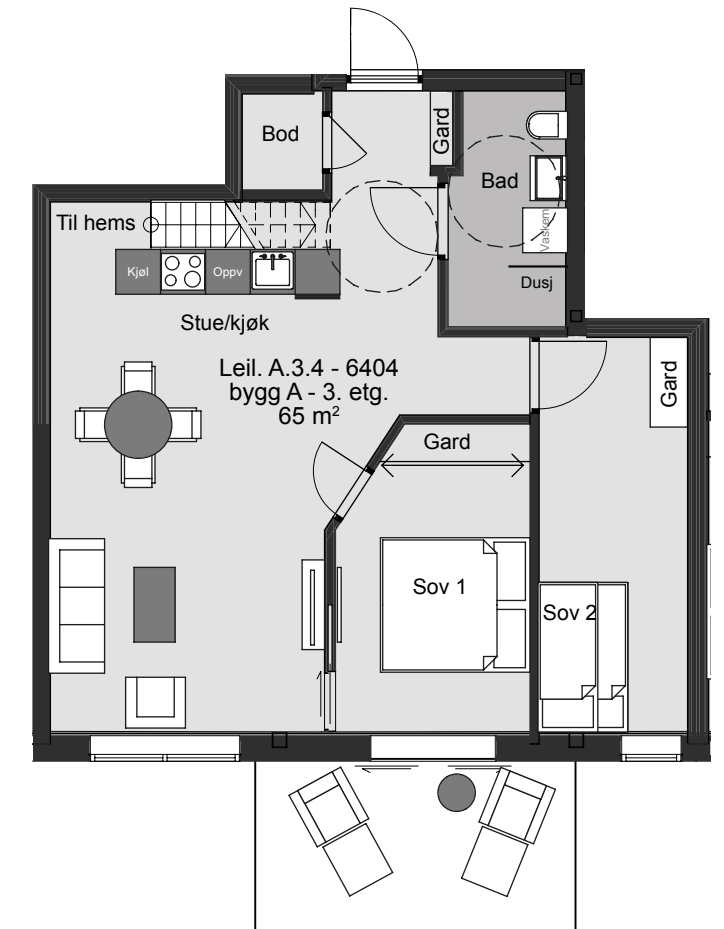 Bod
Gard
Bad
Til hems
Vaskem
Kjøl
Oppv
Dusj
Stue/kjøk
Leil. A.3.4 - 6404
bygg A - 3. etg.
65 m²
Gard
Gard
Sov 1
Sov 2